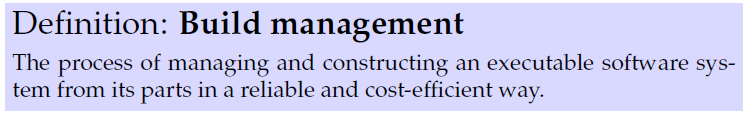 Definition: Build management
The process of managing and constructing an executable software sys-
tem from its parts in a reliable and cost-efficient way.